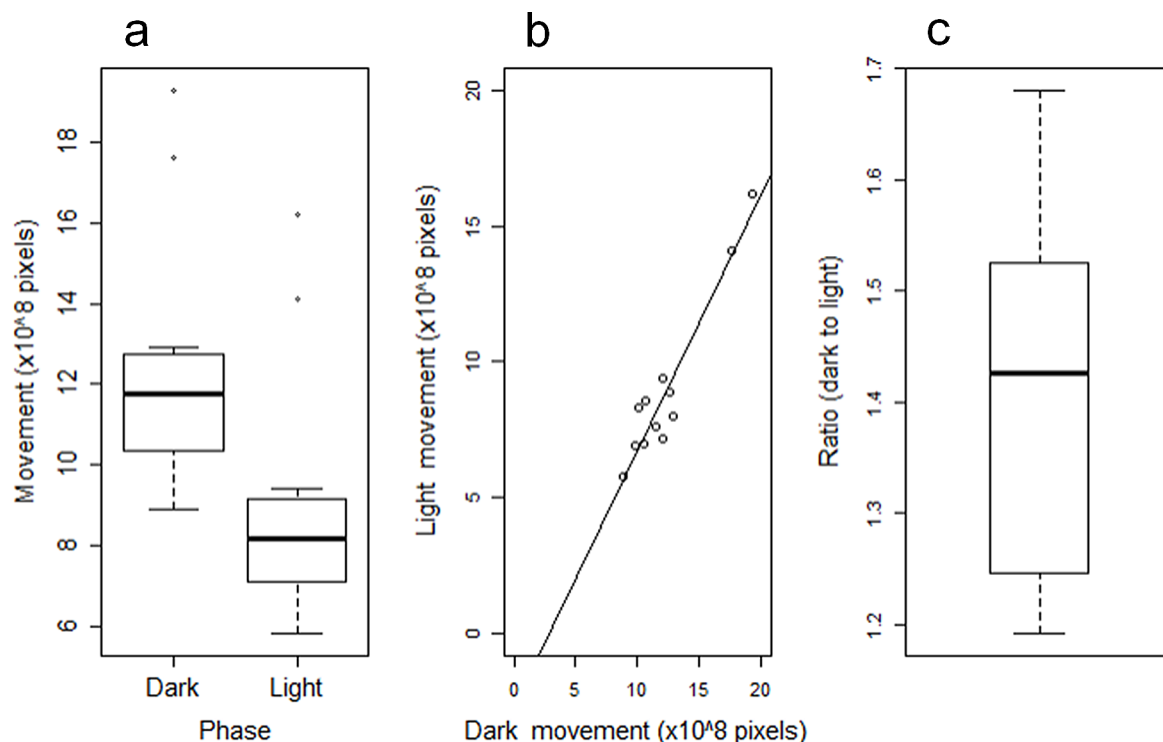 a
b
c
Movement (x10^8 pixels)
18
16
14
12
10
8
6
Dark
Light
Phase
Light movement (x10^8 pixels)
20
15
10
5
0
0
5
10
15
20
Dark movement (x10^8 pixels)
Ratio (dark to light)
1.7
1.6
1.5
1.4
1.3
1.2